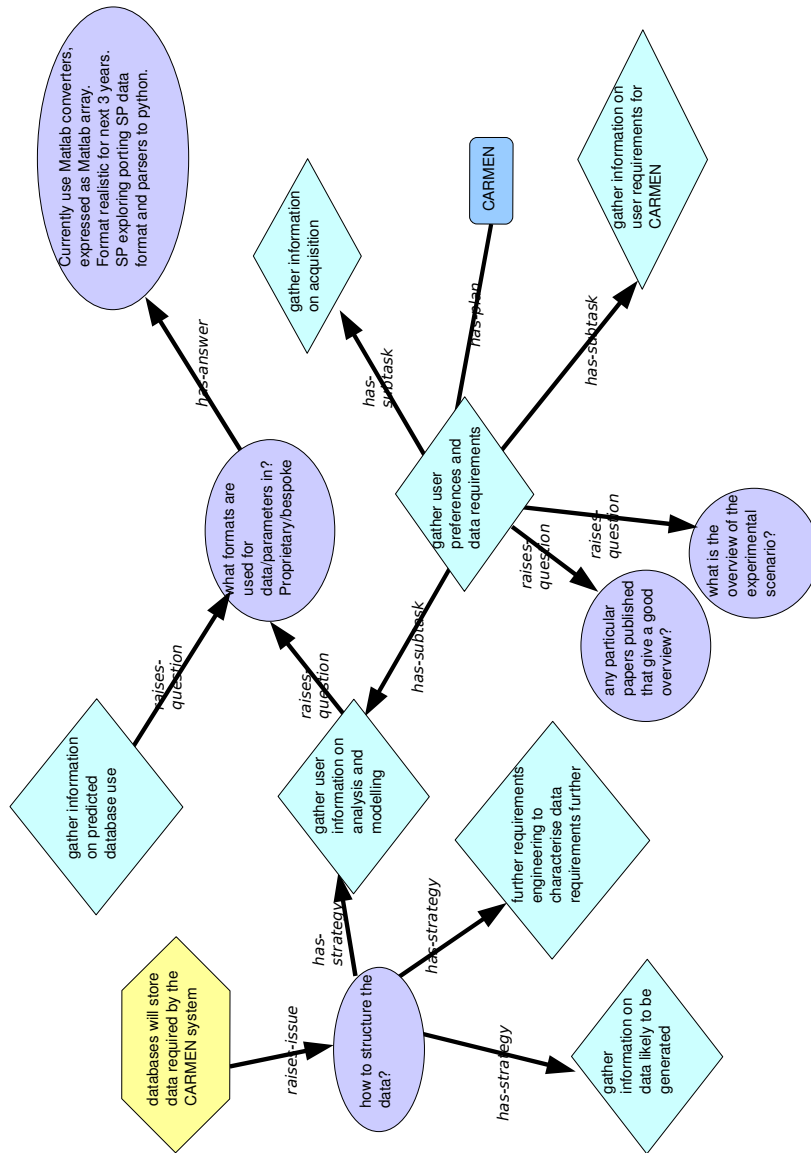 databases will store
data required by the
CARMEN system
gather information
on predicted
database use
raises-
question
what formats are
used for
data/parameters in?
Proprietary/bespoke
has-answer
Currently use Matlab converters,
expressed as Matlab array.
Format realistic for next 3 years.
SP exploring porting SP data
format and parsers to python.
raises-issue
has-
strategy
gather user
information on
analysis and
modelling
raises-
question
gather information
on acquisition
how to structure the
data?
has-strategy
has-subtask
has-
subtask
gather user
preferences and
data requirements
has-plan
CARMEN
has-strategy
further requirements
engineering to
characterise data
requirements further
raises-
question
raises-
question
has-subtask
gather
information on
data likely to be
generated
any particular
papers published
that give a good
overview?
what is the
overview of the
experimental
scenario?
gather information on
user requirements for
CARMEN